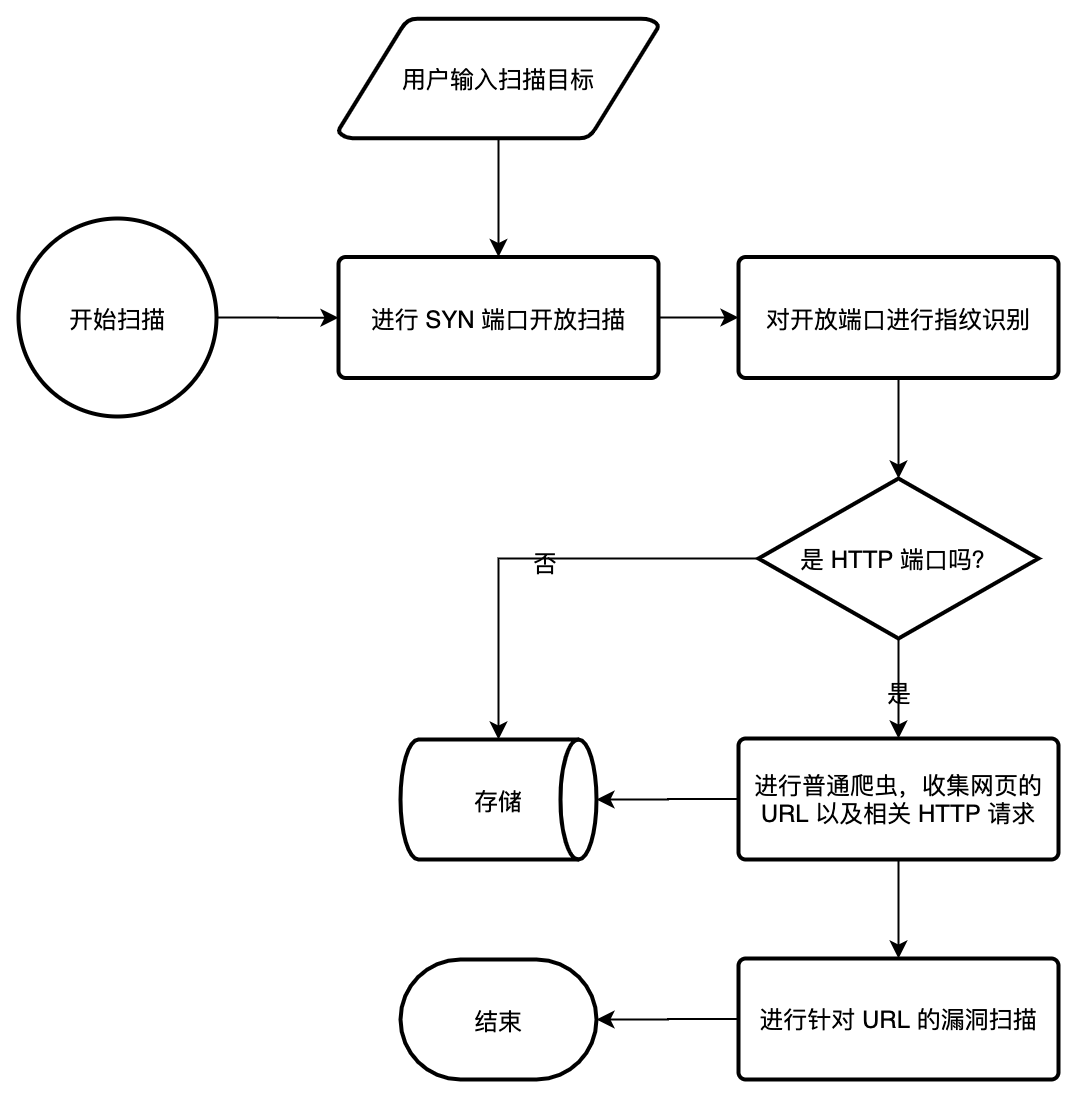 用户输入扫描目标
开始扫描
进行 SYN 端口开放扫描
对开放端口进行指纹识别
是 HTTP 端口吗?
否
是
存储
进行普通爬虫，收集网页的
URL 以及相关 HTTP 请求
结束
进行针对 URL 的漏洞扫描